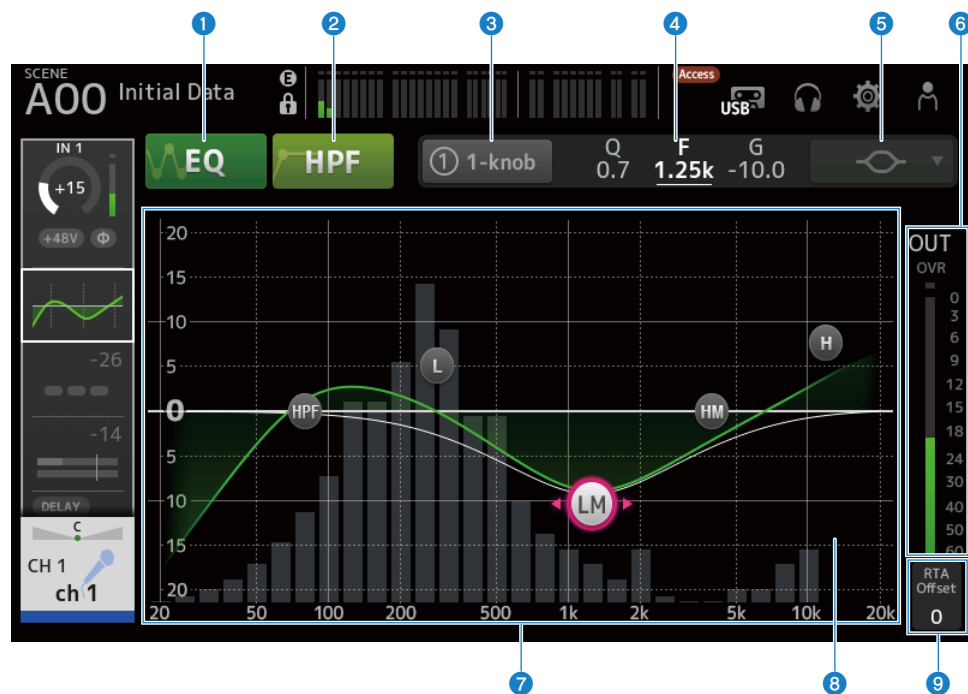 1 2 3 4 5 6
SCENE
A00 Initial Data
E
Access
USB
IN 1
+15
+48V Φ
-26
-14
DELAY
C
CH 1
ch 1
EQ
HPF
1 1-knob
Q F G
0.7 1.25k -10.0
20
15
10
5
0
5
10
15
20
HPF
L
LM
HM
H
20 50 100 200 500 1k 2k 5k 10k 20k
OUT
OVR
0
3
6
9
12
15
18
24
30
40
50
60
RTA
Offset
0
7 8 9